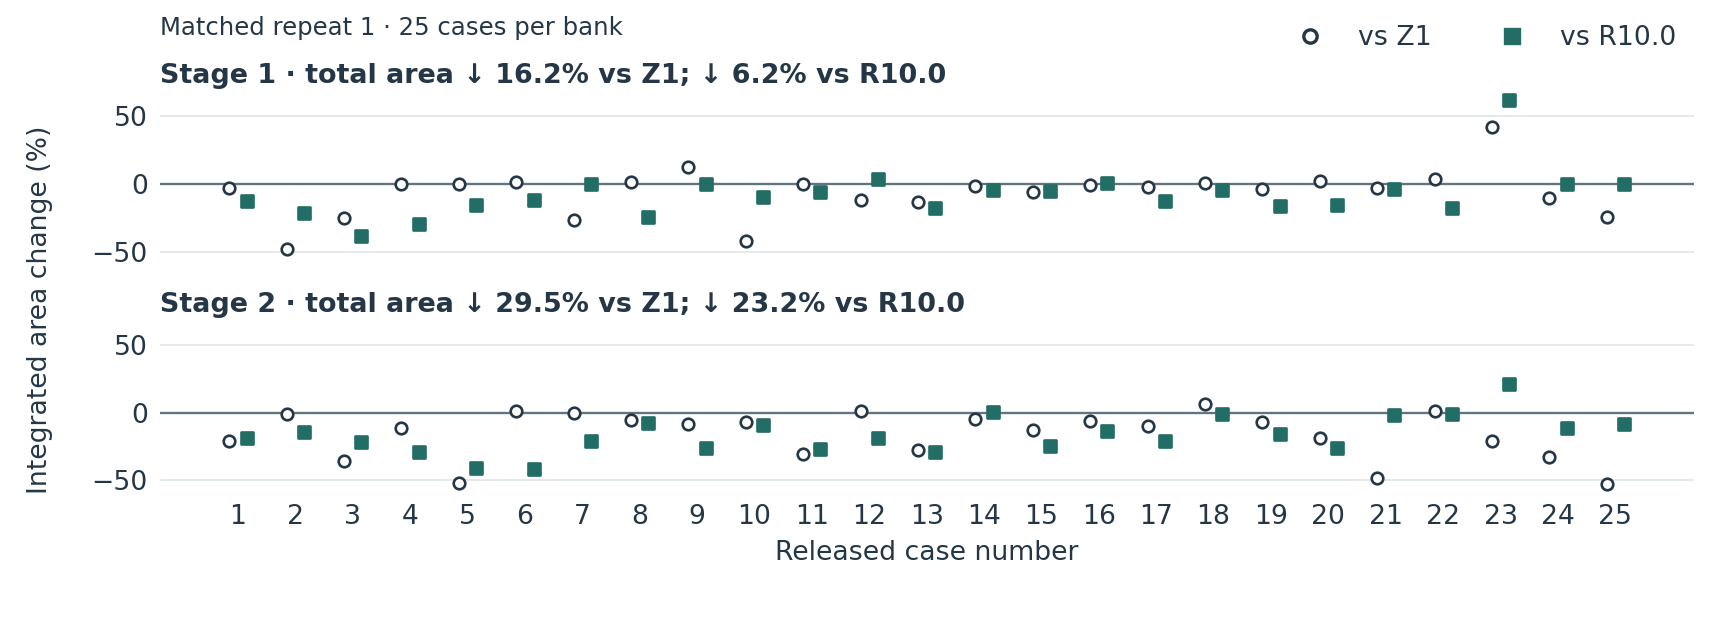 Matched repeat 1 · 25 cases per bank
vs Z1
vs R10.0
Stage 1 · total area ↓ 16.2% vs Z1; ↓ 6.2% vs R10.0
50
0
−50
Stage 2 · total area ↓ 29.5% vs Z1; ↓ 23.2% vs R10.0
50
0
−50
Integrated area change (%)
1 2 3 4 5 6 7 8 9 10 11 12 13 14 15 16 17 18 19 20 21 22 23 24 25
Released case number